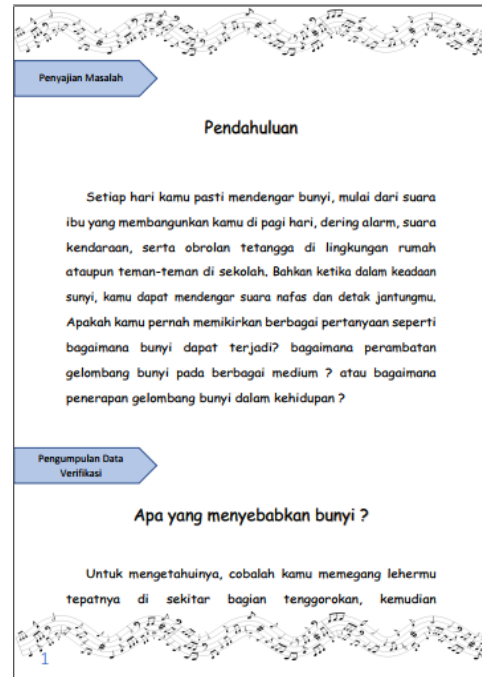 Penyajian Masalah
Pendahuluan
Setiap hari kamu pasti mendengar bunyi, mulai dari suara
ibu yang membangunkan kamu di pagi hari, dering alarm, suara
kendaraan, serta obrolan tetangga di lingkungan rumah
ataupun teman-teman di sekolah. Bahkan ketika dalam keadaan
sunyi, kamu dapat mendengar suara nafas dan detak jantungmu.
Apakah kamu pernah memikirkan berbagai pertanyaan seperti
bagaimana bunyi dapat terjadi? bagaimana perambatan
gelombang bunyi pada berbagai medium ? atau bagaimana
penerapan gelombang bunyi dalam kehidupan ?
Pengumpulan Data
Verifikasi
Apa yang menyebabkan bunyi ?
Untuk mengetahuinya, cobalah kamu memegang lehermu
tepatnya di sekitar bagian tenggorokan, kemudian
1